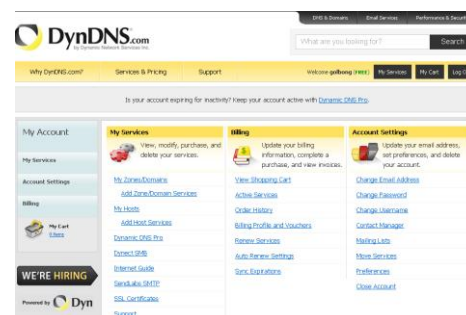 DNS & Domains Email Services Performance & Securit
DynDNS.com
by Dynamic Network Services Inc.
What are you looking for? Search
Why DynDNS.com? Services & Pricing Support Welcome golbong (FREE) My Services My Cart Log O
Is your account expiring for inactivity? Keep your account active with Dynamic DNS Pro.
My Account
My Services
Account Settings
Billing
My Cart
0 items
WE'RE HIRING
Powered by Dyn
My Services
View, modify, purchase, and
delete your services.
My Zones/Domains
Add Zone/Domain Services
My Hosts
Add Host Services
Dynamic DNS Pro
Dynect SMB
Internet Guide
SendLabs SMTP
SSL Certificates
Support
Billing
Update your billing
information, complete a
purchase, and view invoices.
View Shopping Cart
Active Services
Order History
Billing Profile and Vouchers
Renew Services
Auto Renew Settings
Sync Expirations
Account Settings
Update your email address,
set preferences, and delete
your account.
Change Email Address
Change Password
Change Username
Contact Manager
Mailing Lists
Move Services
Preferences
Close Account